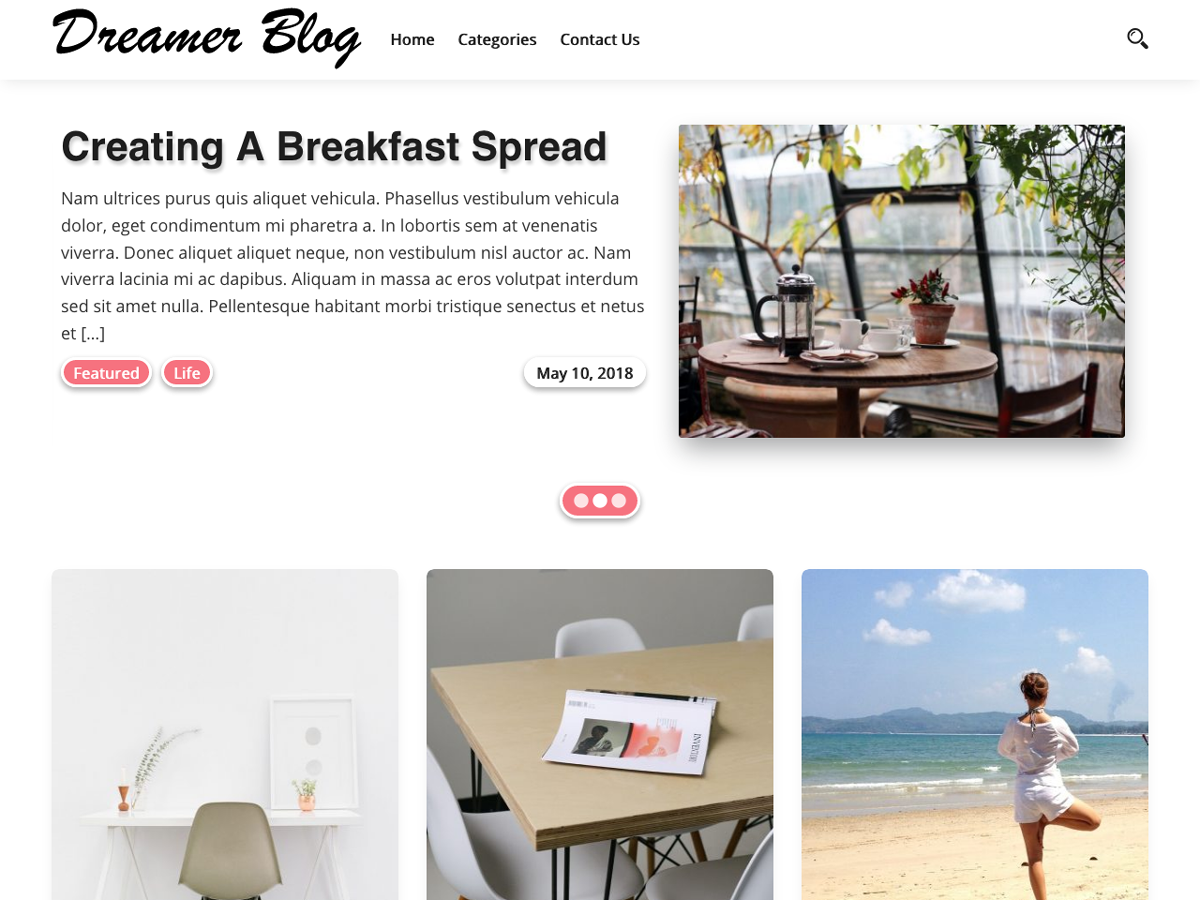 Dreamer Blog
Home Categories Contact Us
Creating A Breakfast Spread
Nam ultrices purus quis aliquet vehicula. Phasellus vestibulum vehicula
dolor, eget condimentum mi pharetra a. In lobortis sem at venenatis
viverra. Donec aliquet aliquet neque, non vestibulum nisl auctor ac. Nam
viverra lacinia mi ac dapibus. Aliquam in massa ac eros volutpat interdum
sed sit amet nulla. Pellentesque habitant morbi tristique senectus et netus
et [...]
Featured Life May 10, 2018